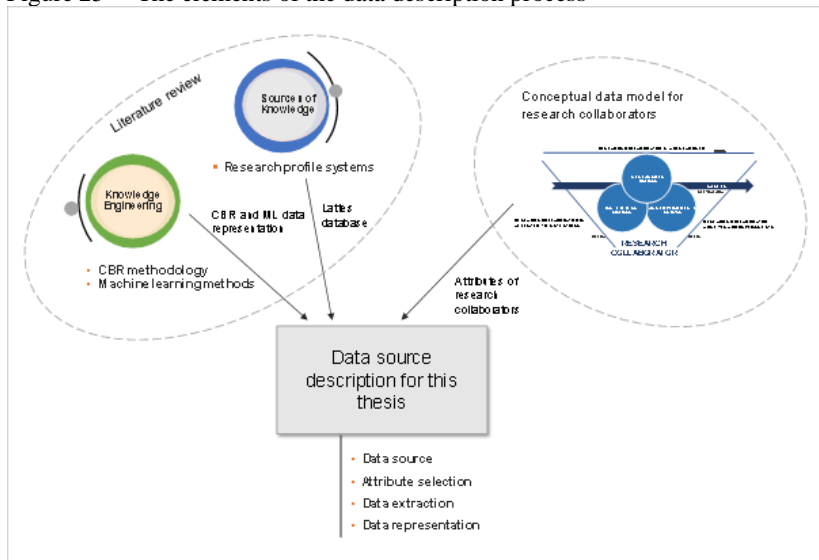 Figure 25 – The elements of the data description process
Literature review
Sources of
Knowledge
Research profile systems
Knowledge
Engineering
CBR methodology
Machine learning methods
CBR and ML data
representation
Lattes
database
Conceptual data model for
research collaborators
RESEARCH
COLLABORATOR
Attributes of
research
collaborators
Data source
description for this
thesis
Data source
Attribute selection
Data extraction
Data representation